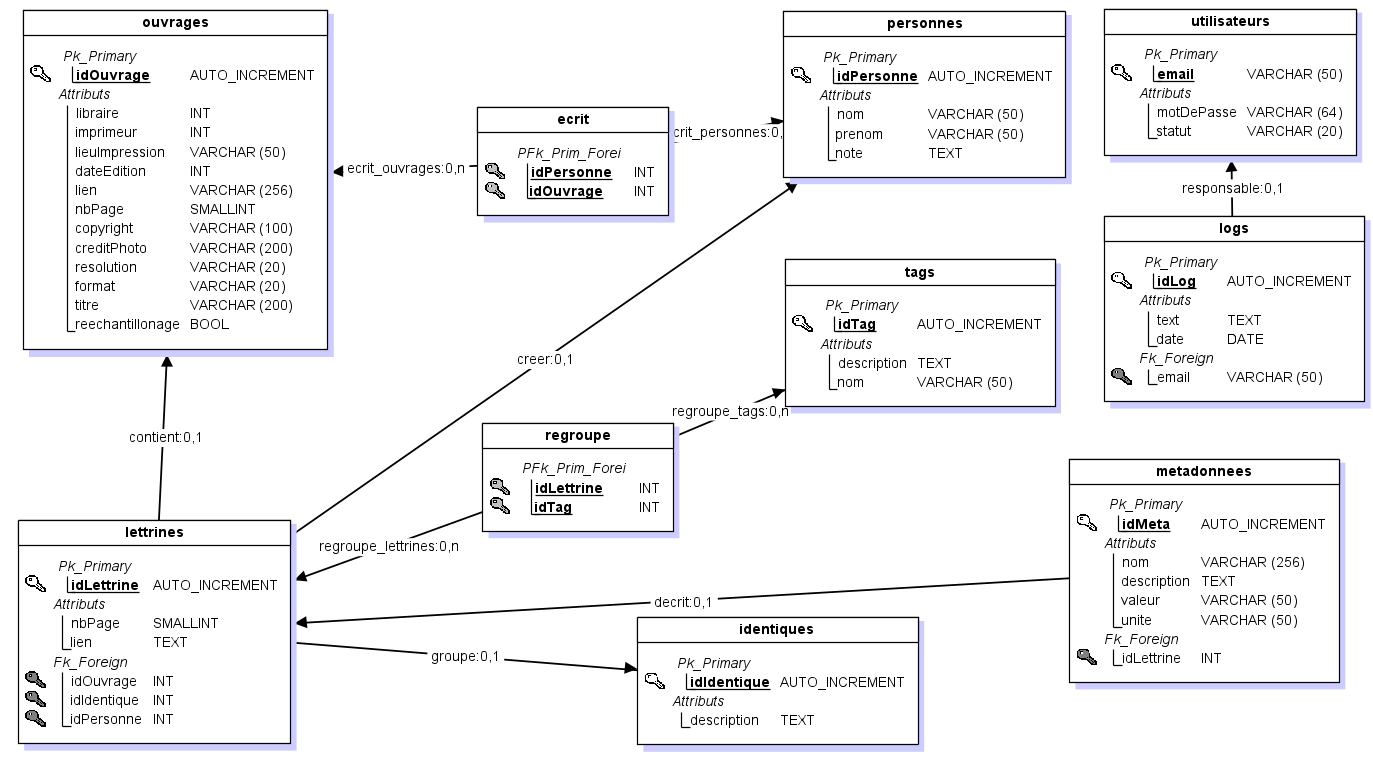 ouvrages
Pk_Primary
idOuvrage AUTO_INCREMENT
Attributs
libraire INT
imprimeur INT
lieuImpression VARCHAR (50)
dateEdition INT
lien VARCHAR (256)
nbPage SMALLINT
copyright VARCHAR (100)
creditPhoto VARCHAR (200)
resolution VARCHAR (20)
format VARCHAR (20)
titre VARCHAR (200)
reechantillonage BOOL
ecrit_ouvrages:0,n
ecrit
PFk_Prim_Forei
idPersonne INT
idOuvrage INT
crit_personnes:0,
personnes
Pk_Primary
idPersonne AUTO_INCREMENT
Attributs
nom VARCHAR (50)
prenom VARCHAR (50)
note TEXT
utilisateurs
Pk_Primary
email VARCHAR (50)
Attributs
motDePasse VARCHAR (64)
statut VARCHAR (20)
responsable:0,1
logs
Pk_Primary
idLog AUTO_INCREMENT
Attributs
text TEXT
date DATE
Fk_Foreign
email VARCHAR (50)
tags
Pk_Primary
idTag AUTO_INCREMENT
Attributs
description TEXT
nom VARCHAR (50)
creer:0,1
regroupe_tags:0,n
contient:0,1
regroupe
PFk_Prim_Forei
idLettrine INT
idTag INT
regroupe_lettrines:0,n
lettrines
Pk_Primary
idLettrine AUTO_INCREMENT
Attributs
nbPage SMALLINT
lien TEXT
Fk_Foreign
idOuvrage INT
idIdentique INT
idPersonne INT
decrit:0,1
groupe:0,1
identiques
Pk_Primary
idIdentique AUTO_INCREMENT
Attributs
description TEXT
metadonnees
Pk_Primary
idMeta AUTO_INCREMENT
Attributs
nom VARCHAR (256)
description TEXT
valeur VARCHAR (50)
unite VARCHAR (50)
Fk_Foreign
idLettrine INT